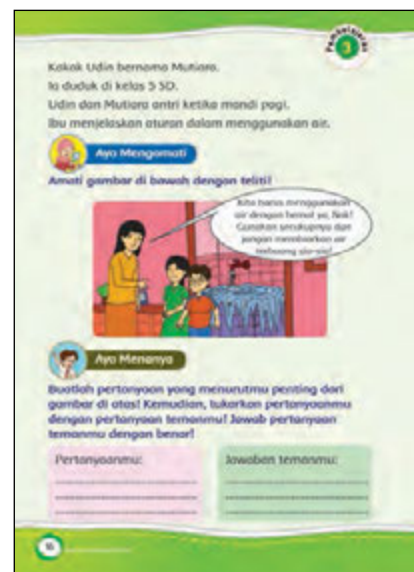 Pembelajaran
3
Kakak Udin bernama Mutiara.
Ia duduk di kelas 5 SD.
Udin dan Mutiara antri ketika mandi pagi.
Ibu menjelaskan aturan dalam menggunakan air.
Ayo Mengamati
Amati gambar di bawah dengan teliti!
Kita harus menggunakan
air dengan hemat ya, Nak!
Gunakan secukupnya dan
jangan membiarkan air
terbuang sia-sia!
Ayo Menanya
Buatlah pertanyaan yang menurutmu penting dari
gambar di atas! Kemudian, tukarkan pertanyaanmu
dengan pertanyaan temanmu! Jawab pertanyaan
temanmu dengan benar!
Pertanyaanmu:
Jawaban temanmu: